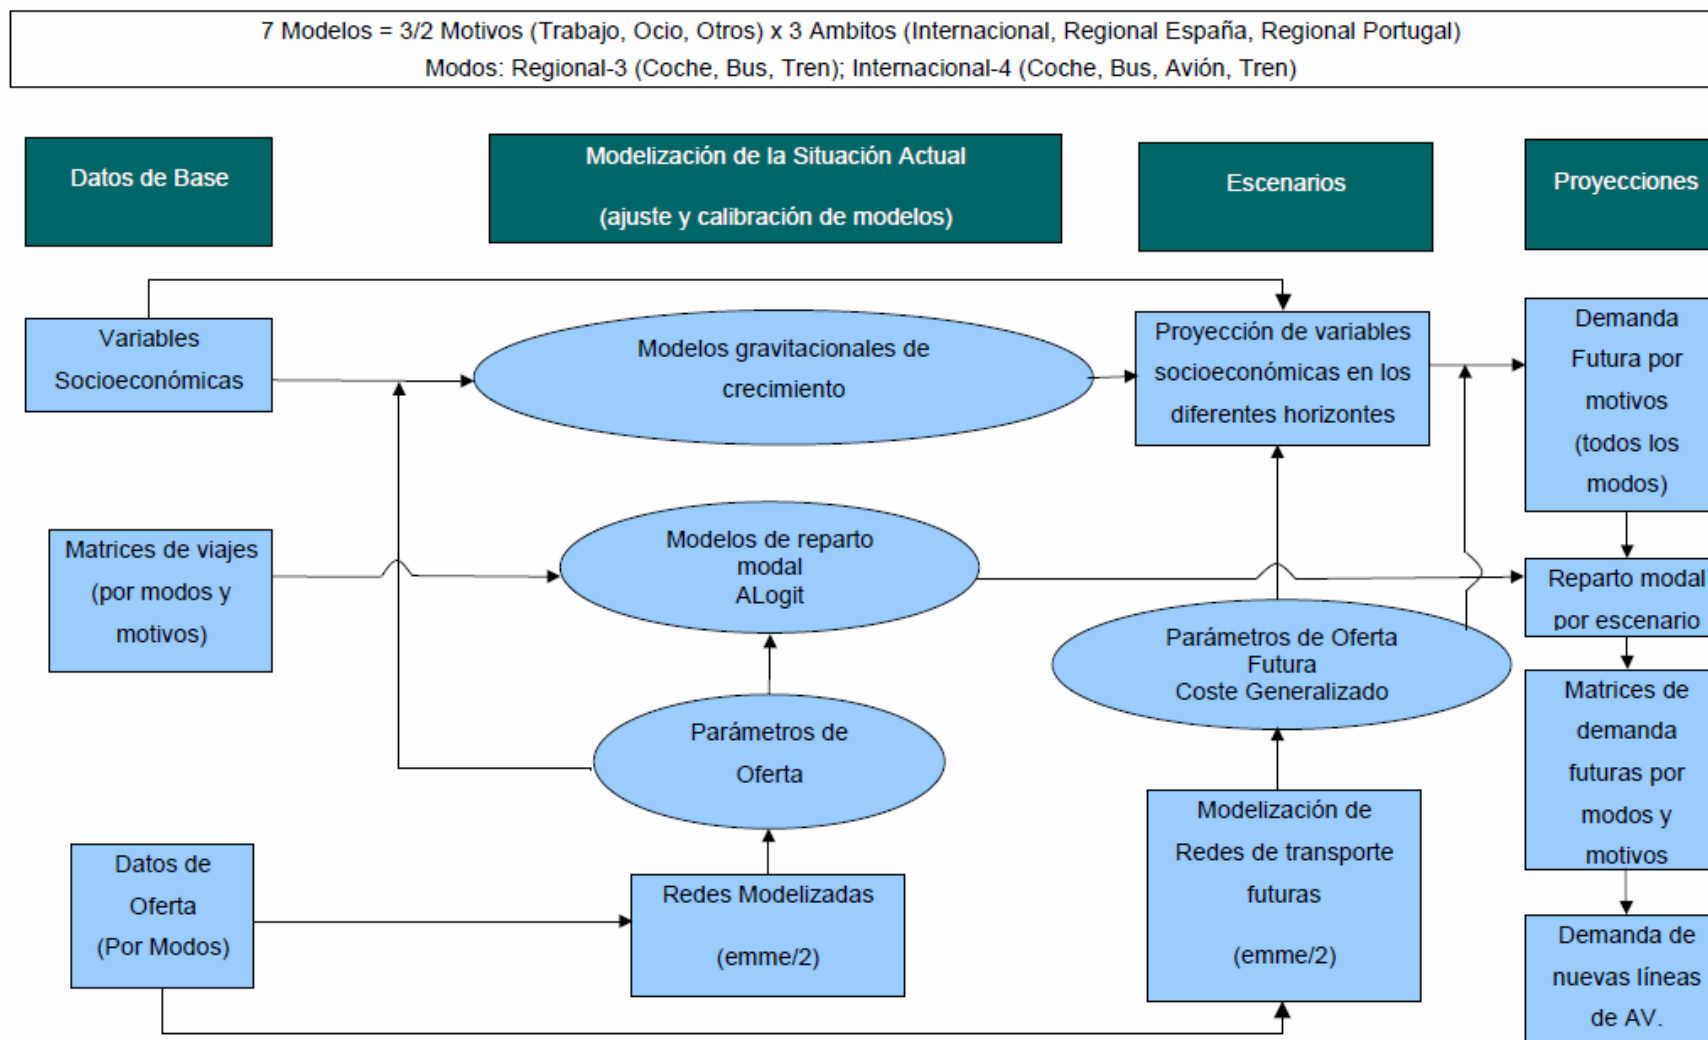 7 Modelos = 3/2 Motivos (Trabajo, Ocio, Otros) x 3 Ambitos (Internacional, Regional España, Regional Portugal)
Modos: Regional-3 (Coche, Bus, Tren); Internacional-4 (Coche, Bus, Avión, Tren)
Datos de Base
Modelización de la Situación Actual
(ajuste y calibración de modelos)
Escenarios
Proyecciones
Variables
Socioeconómicas
Modelos gravitacionales de
crecimiento
Proyección de variables
socioeconómicas en los
diferentes horizontes
Demanda
Futura por
motivos
(todos los
modos)
Matrices de viajes
(por modos y
motivos)
Modelos de reparto
modal
ALogit
Reparto modal
por escenario
Parámetros de Oferta
Futura
Coste Generalizado
Parámetros de
Oferta
Matrices de
demanda
futuras por
modos y
motivos
Datos de
Oferta
(Por Modos)
Redes Modelizadas
(emme/2)
Modelización de
Redes de transporte
futuras
(emme/2)
Demanda de
nuevas líneas
de AV.